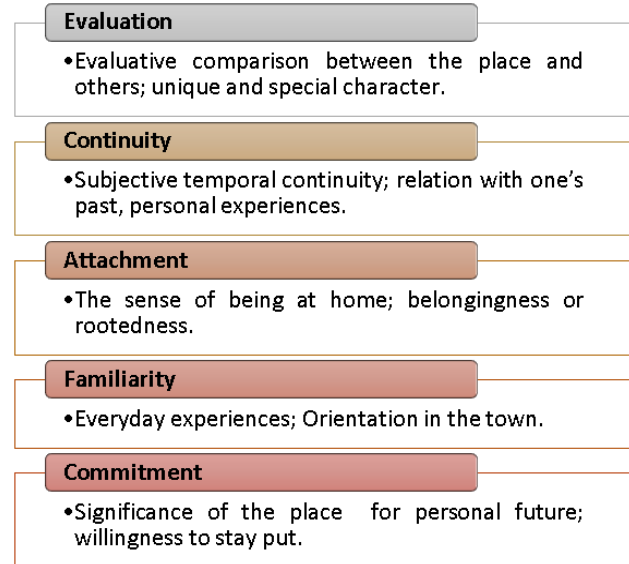 Evaluation
•Evaluative comparison between the place and
others; unique and special character.
Continuity
•Subjective temporal continuity; relation with one's
past, personal experiences.
Attachment
•The sense of being at home; belongingness or
rootedness.
Familiarity
•Everyday experiences; Orientation in the town.
Commitment
•Significance of the place for personal future;
willingness to stay put.